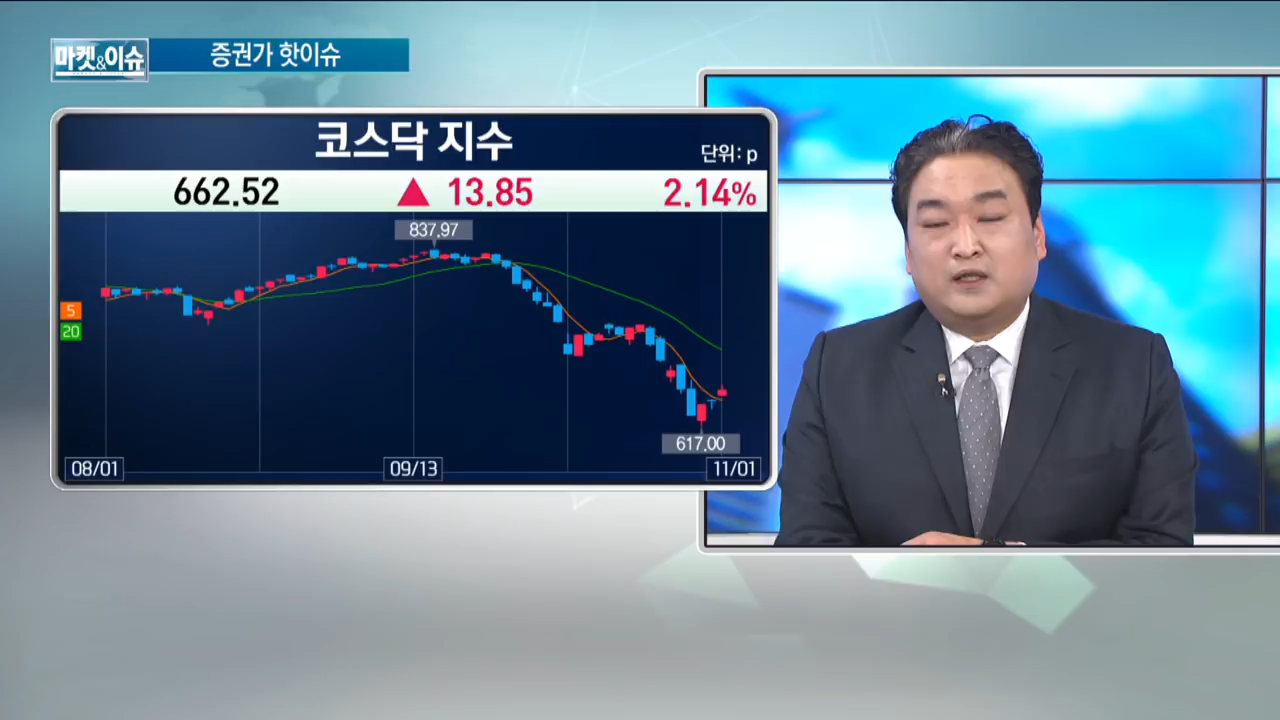 마켓&이슈
증권가 핫이슈
코스닥 지수
단위: p
662.52 ▲ 13.85 2.14%
837.97
5
20
617.00
08/01 09/13 11/01